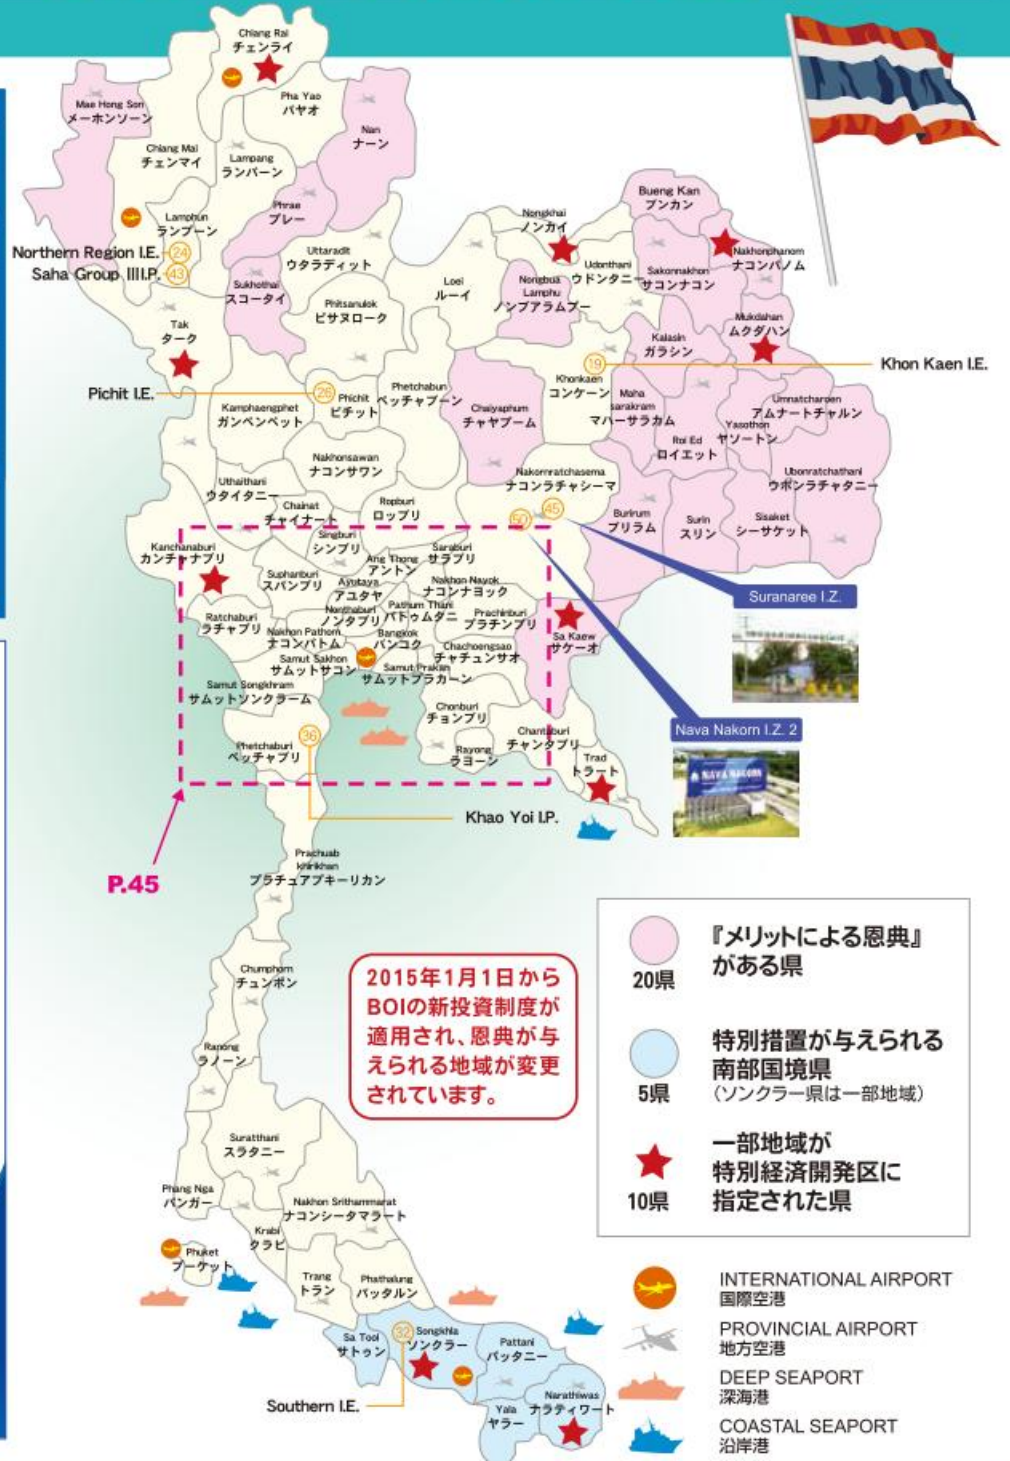 Chiang Rai
チェンライ
Mae Hong Son
メーホンソーン
Pha Yao
パヤオ
Nan
ナーン
Chiang Mai
チェンマイ
Lampang
ランパーン
Phrae
プレー
Lamphun
ランプーン
Northern Region I.E.
24
Saha Group III I.P.
43
Uttaradit
ウタラディット
Sukhothai
スコータイ
Phitsanulok
ピサヌローク
Tak
ターク
Pichit I.E.
26
Phichit
ピチット
Phetchabun
ペッチャブーン
Kamphaengphet
ガンペンペット
Loei
ルーイ
Nongkhai
ノンカイ
Bueng Kan
ブンカン
Nakhonphanom
ナコンパノム
Udonthani
ウドンタニー
Sakonnakhon
サコンナコン
Nongbua
Lamphu
ノンブアラムプー
Mukdahan
ムクダハン
Kalasin
ガラシン
19
Khon Kaen I.E.
Khonkaen
コンケーン
Maha
sarakram
マハーサラカム
Chaiyaphum
チャヤプーム
Umnatcharoen
アムナートチャルン
Yasothon
ヤソートン
Roi Ed
ロイエット
Ubonratchathani
ウボンラチャタニー
Nakhonsawan
ナコンサワン
Nakornratchasema
ナコンラチャシーマ
Uthaithani
ウタイタニー
Chainat
チャイナート
Ropburi
ロッブリ
50
45
Burirum
ブリラム
Surin
スリン
Sisaket
シーサケット
Singburi
シンブリ
Kanchanaburi
カンチャナブリ
Ang Thong
アントン
Saraburi
サラブリ
Suphanburi
スパンブリ
Ayutaya
アユタヤ
Nakhon Nayok
ナコンナヨック
Suranaree I.Z.
Nonthaburi
ノンタブリ
Pathum Thani
パトゥムタニ
Prachinburi
プラチンブリ
Ratchaburi
ラチャブリ
Nakhon Pathom
ナコンパトム
Bangkok
バンコク
Sa Kaew
サケーオ
Chachoengsao
チャチュンサオ
Samut Sakhon
サムットサコン
Samut Prakan
サムットプラカーン
Samut Songkhram
サムットソンクラーム
Chonburi
チョンブリ
Nava Nakorn I.Z. 2
NAVA NAKORN
Chantaburi
チャンタブリ
Phetchaburi
ペッチャブリ
36
Rayong
ラヨーン
Trad
トラート
Khao Yoi I.P.
P.45
Prachuab
khirikhan
プラチュアプキーリカン
Chumphorn
チュンポン
Ranong
ラノーン
2015年1月1日から
BOIの新投資制度が
適用され、恩典が与
えられる地域が変更
されています。
『メリットによる恩典』
がある県
20県
特別措置が与えられる
南部国境県
(ソンクラー県は一部地域)
5県
一部地域が
特別経済開発区に
指定された県
10県
Suratthani
スラタニー
Phang Nga
パンガー
Nakhon Srithammarat
ナコンシータマラート
Krabi
クラビ
Phuket
プーケット
Trang
トラン
Phathalung
パッタルン
Sa Tool
サトゥン
32
Songkhla
ソンクラー
Pattani
パッタニー
Southern I.E.
Yala
ヤラー
Narathiwas
ナラティワート
INTERNATIONAL AIRPORT
国際空港
PROVINCIAL AIRPORT
地方空港
DEEP SEAPORT
深海港
COASTAL SEAPORT
沿岸港